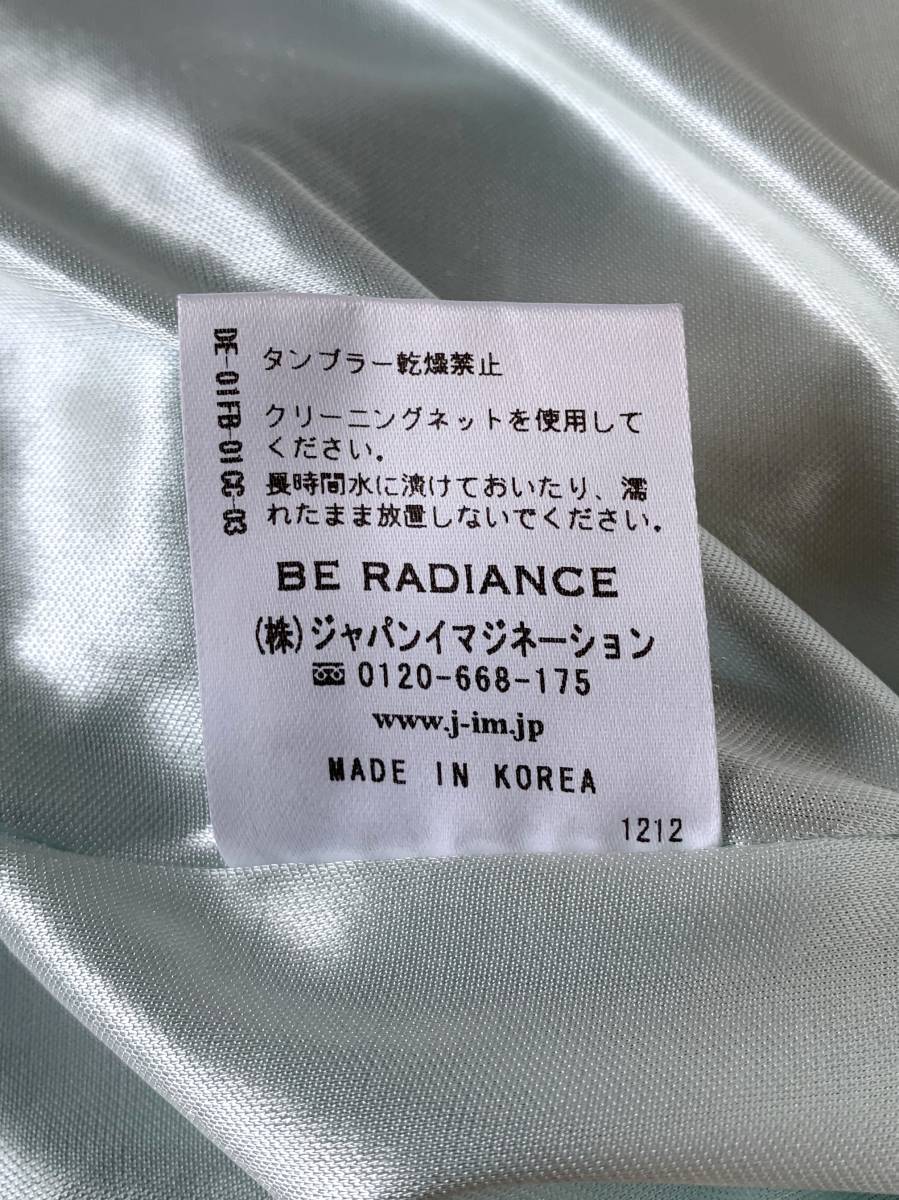 DE-01FB-01CC-03
タンブラー乾燥禁止
クリーニングネットを使用して
ください。
長時間水に漬けておいたり、濡
れたまま放置しないでください。
BE RADIANCE
(株)ジャパンイマジネーション
0120-668-175
www.j-im.jp
MADE IN KOREA
1212